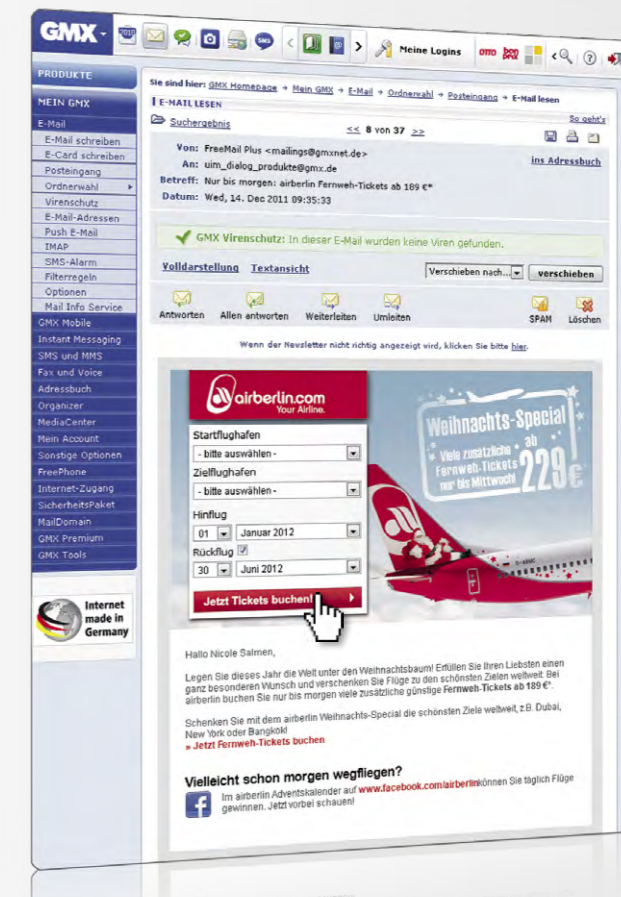 GMX
2010
SMS
Meine Logins
OTTO
bon prix
PRODUKTE
MEIN GMX
E-Mail
E-Mail schreiben
E-Card schreiben
Posteingang
Ordnerwahl
Virenschutz
E-Mail-Adressen
Push E-Mail
IMAP
SMS-Alarm
Filterregeln
Optionen
Mail Info Service
GMX Mobile
Instant Messaging
SMS und MMS
Fax und Voice
Adressbuch
Organizer
MediaCenter
Mein Account
Sonstige Optionen
FreePhone
Internet-Zugang
SicherheitsPaket
MailDomain
GMX Premium
GMX Tools
Internet
made in
Germany
Sie sind hier: GMX Homepage → Mein GMX → E-Mail → Ordnerwahl → Posteingang → E-Mail lesen
E-MAIL LESEN
So geht's
Suchergebnis
<< 8 von 37 >>
Von: FreeMail Plus <mailings@gmxnet.de>
ins Adressbuch
An: uim_dialog_produkte@gmx.de
Betreff: Nur bis morgen: airberlin Fernweh-Tickets ab 189 €*
Datum: Wed, 14. Dec 2011 09:35:33
GMX Virenschutz: In dieser E-Mail wurden keine Viren gefunden.
Volldarstellung Textansicht
Verschieben nach... verschieben
Antworten Allen antworten Weiterleiten Umleiten SPAM Löschen
Wenn der Newsletter nicht richtig angezeigt wird, klicken Sie bitte hier.
airberlin.com
Your Airline.
Startflughafen
- bitte auswählen -
Zielflughafen
- bitte auswählen -
Hinflug
01 Januar 2012
Rückflug
30 Juni 2012
Jetzt Tickets buchen!
Weihnachts-Special
Viele zusätzliche
Fernweh-Tickets
nur bis Mittwoch!
ab
229€
Hallo Nicole Salmen,
Legen Sie dieses Jahr die Welt unter den Weihnachtsbaum! Erfüllen Sie Ihren Liebsten einen
ganz besonderen Wunsch und verschenken Sie Flüge zu den schönsten Zielen weltweit: Bei
airberlin buchen Sie nur bis morgen viele zusätzliche günstige Fernweh-Tickets ab 189 €*.
Schenken Sie mit dem airberlin Weihnachts-Special die schönsten Ziele weltweit, z.B. Dubai,
New York oder Bangkok!
» Jetzt Fernweh-Tickets buchen
Vielleicht schon morgen wegfliegen?
Im airberlin Adventskalender auf www.facebook.com/airberlinkönnen Sie täglich Flüge
gewinnen. Jetzt vorbei schauen!